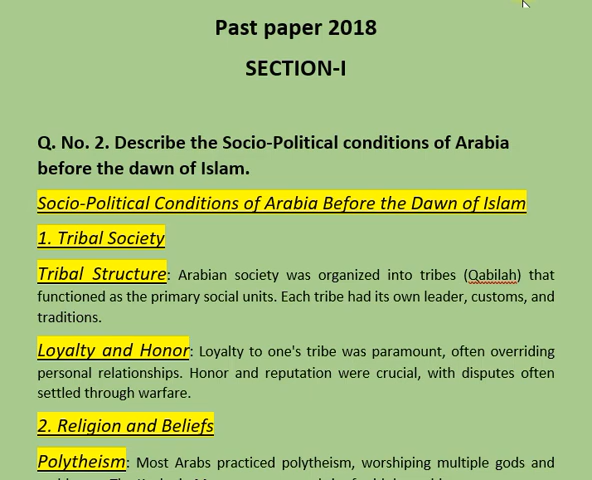 Past paper 2018
SECTION-I
Q. No. 2. Describe the Socio-Political conditions of Arabia
before the dawn of Islam.
Socio-Political Conditions of Arabia Before the Dawn of Islam
1. Tribal Society
Tribal Structure: Arabian society was organized into tribes (Qabilah) that
functioned as the primary social units. Each tribe had its own leader, customs, and
traditions.
Loyalty and Honor: Loyalty to one's tribe was paramount, often overriding
personal relationships. Honor and reputation were crucial, with disputes often
settled through warfare.
2. Religion and Beliefs
Polytheism: Most Arabs practiced polytheism, worshiping multiple gods and